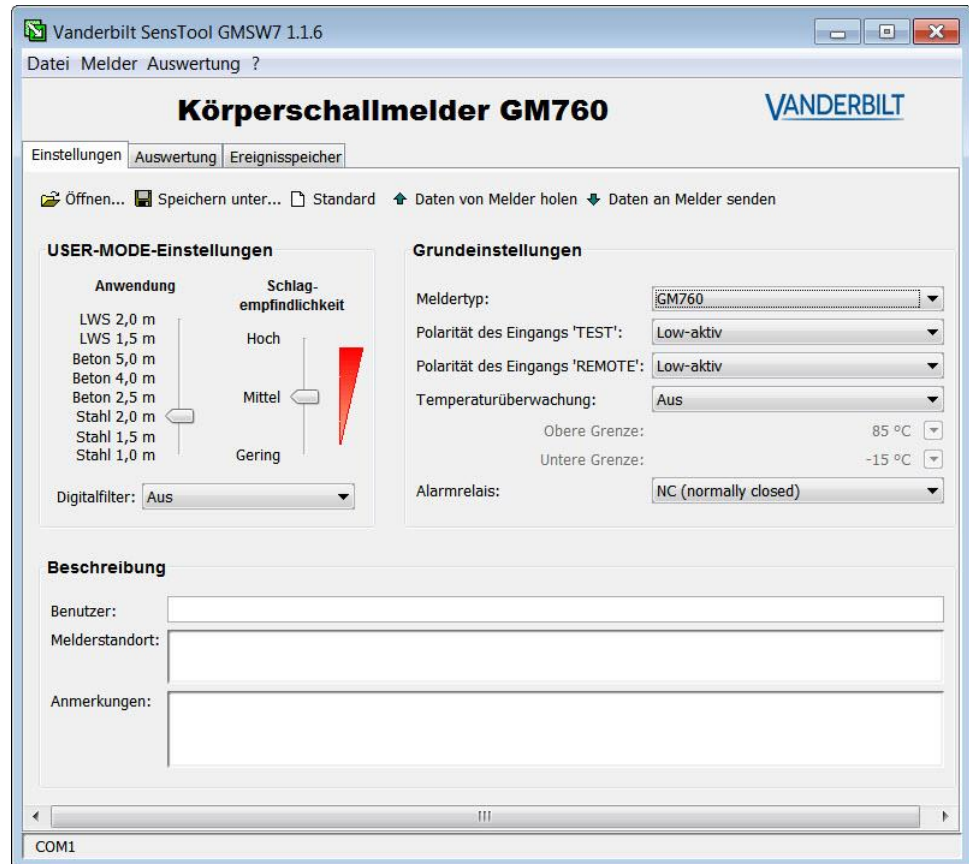 Vanderbilt SensTool GMSW7 1.1.6
Datei Melder Auswertung ?
Körperschallmelder GM760
VANDERBILT
Einstellungen Auswertung Ereignisspeicher
Öffnen... Speichern unter... Standard Daten von Melder holen Daten an Melder senden
USER-MODE-Einstellungen
Anwendung
LWS 2,0 m
LWS 1,5 m
Beton 5,0 m
Beton 4,0 m
Beton 2,5 m
Stahl 2,0 m
Stahl 1,5 m
Stahl 1,0 m
Schlag-
empfindlichkeit
Hoch
Mittel
Gering
Digitalfilter: Aus
Grundeinstellungen
Meldertyp: GM760
Polarität des Eingangs 'TEST': Low-aktiv
Polarität des Eingangs 'REMOTE': Low-aktiv
Temperaturüberwachung: Aus
Obere Grenze: 85 ºC
Untere Grenze: -15 ºC
Alarmrelais: NC (normally closed)
Beschreibung
Benutzer:
Melderstandort:
Anmerkungen:
COM1